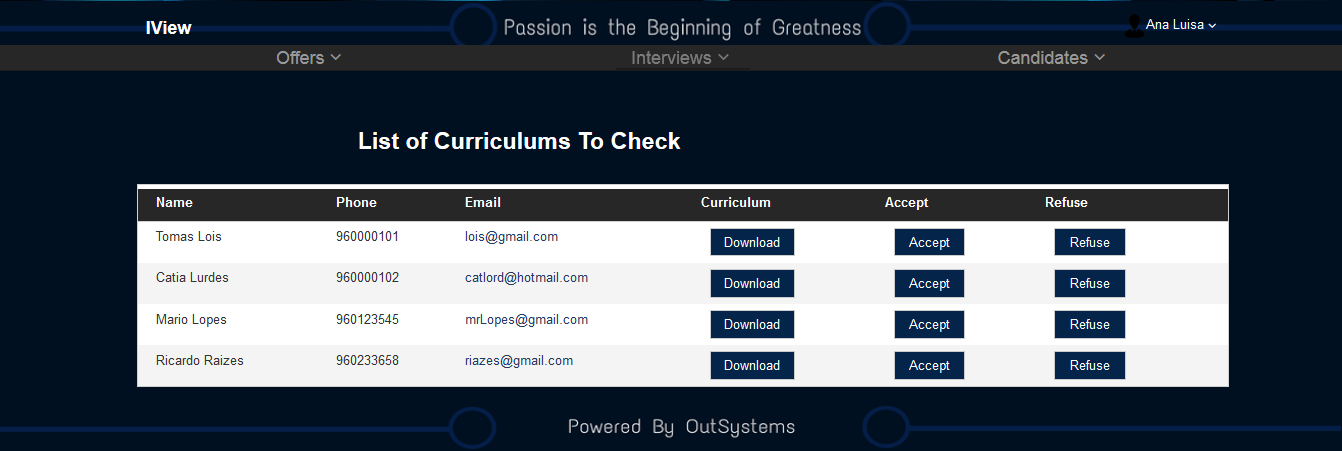 IView Passion is the Beginning of Greatness Ana Luisa
Offers Interviews Candidates
List of Curriculums To Check
Name Phone Email Curriculum Accept Refuse
Tomas Lois 960000101 lois@gmail.com Download Accept Refuse
Catia Lurdes 960000102 catlord@hotmail.com Download Accept Refuse
Mario Lopes 960123545 mrLopes@gmail.com Download Accept Refuse
Ricardo Raizes 960233658 riazes@gmail.com Download Accept Refuse
Powered By OutSystems